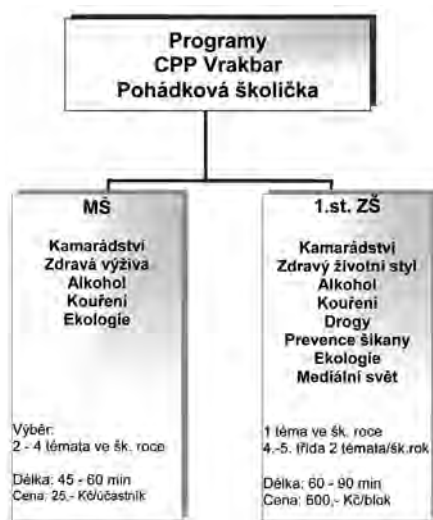 Programy
CPP Vrakbar
Pohádková školička
MŠ
Kamarádství
Zdravá výživa
Alkohol
Kouření
Ekologie
Výběr:
2 - 4 témata ve šk. roce
Délka: 45 - 60 min
Cena: 25,- Kč/účastník
1.st. ZŠ
Kamarádství
Zdravý životní styl
Alkohol
Kouření
Drogy
Prevence šikany
Ekologie
Mediální svět
1 téma ve šk. roce
4.-5. třída 2 témata/šk.rok
Délka: 60 - 90 min
Cena: 600,- Kč/blok